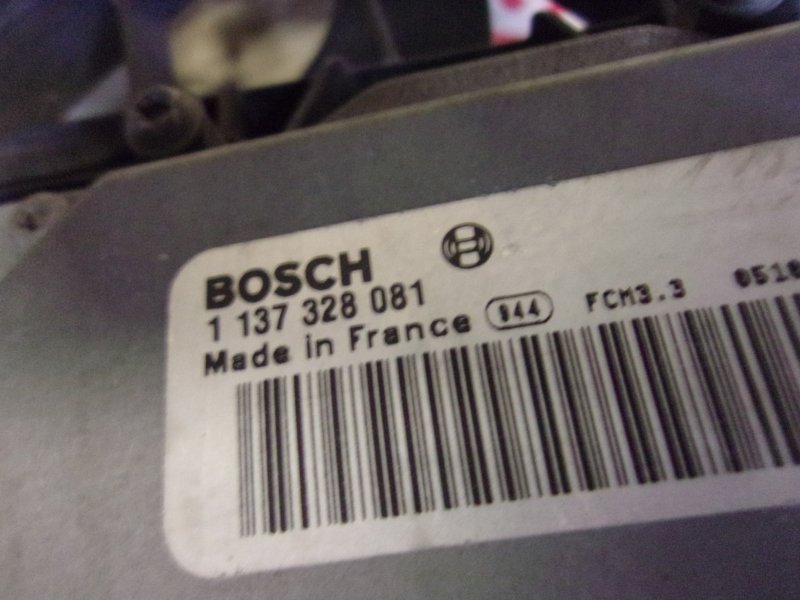 BOSCH
1 137 328 081
Made in France 944 FCM3.3